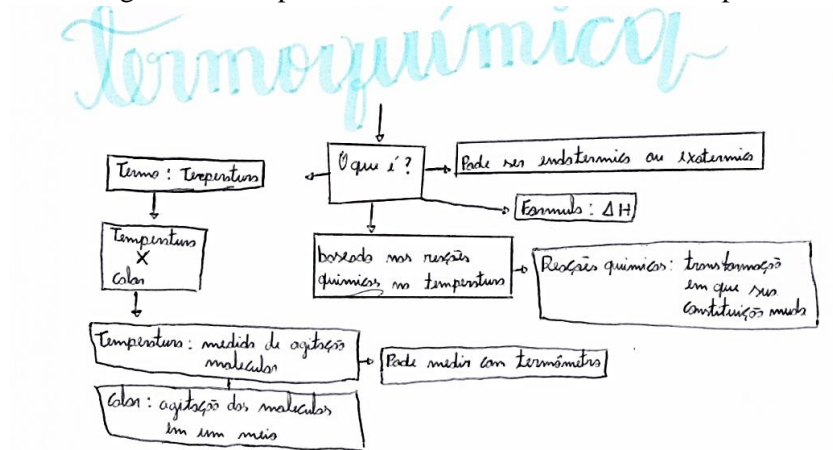 termoquímica
O que é?
Pode ser endotermica ou exotermica
Termo: Temperatura
Formula: ΔH
Temperatura
X
Calor
baseado nas reações
químicas na temperatura
Reações químicas: transformação
em que sua
constituição muda
Temperatura: medida de agitação
molecular
Pode medir com termômetro
Calor: agitação das moleculas
em um meio